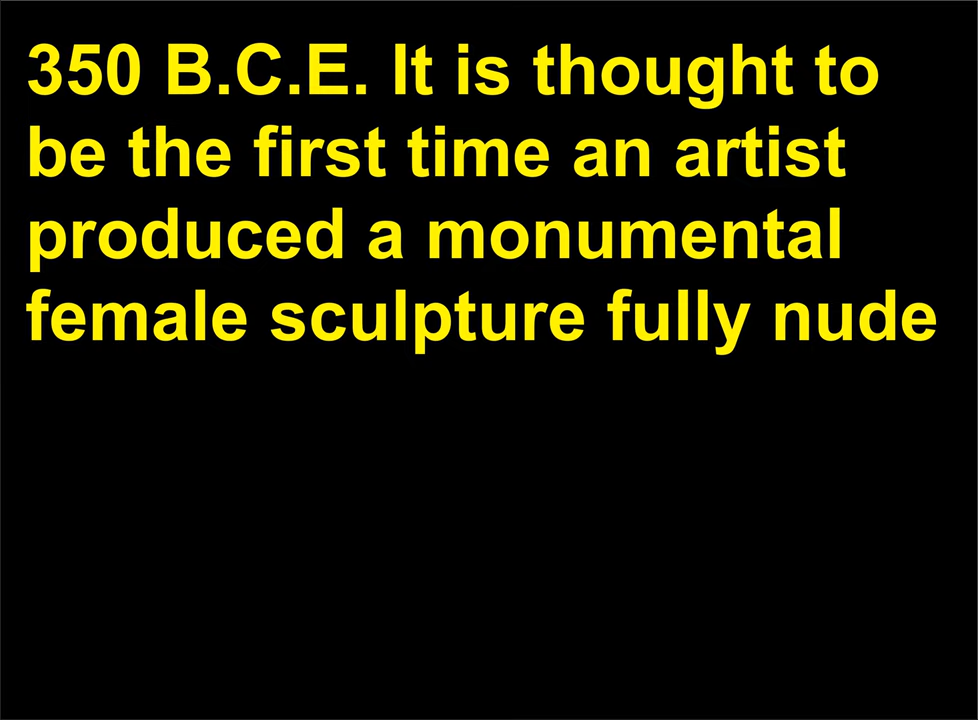 350 B.C.E. It is thought to
be the first time an artist
produced a monumental
female sculpture fully nude